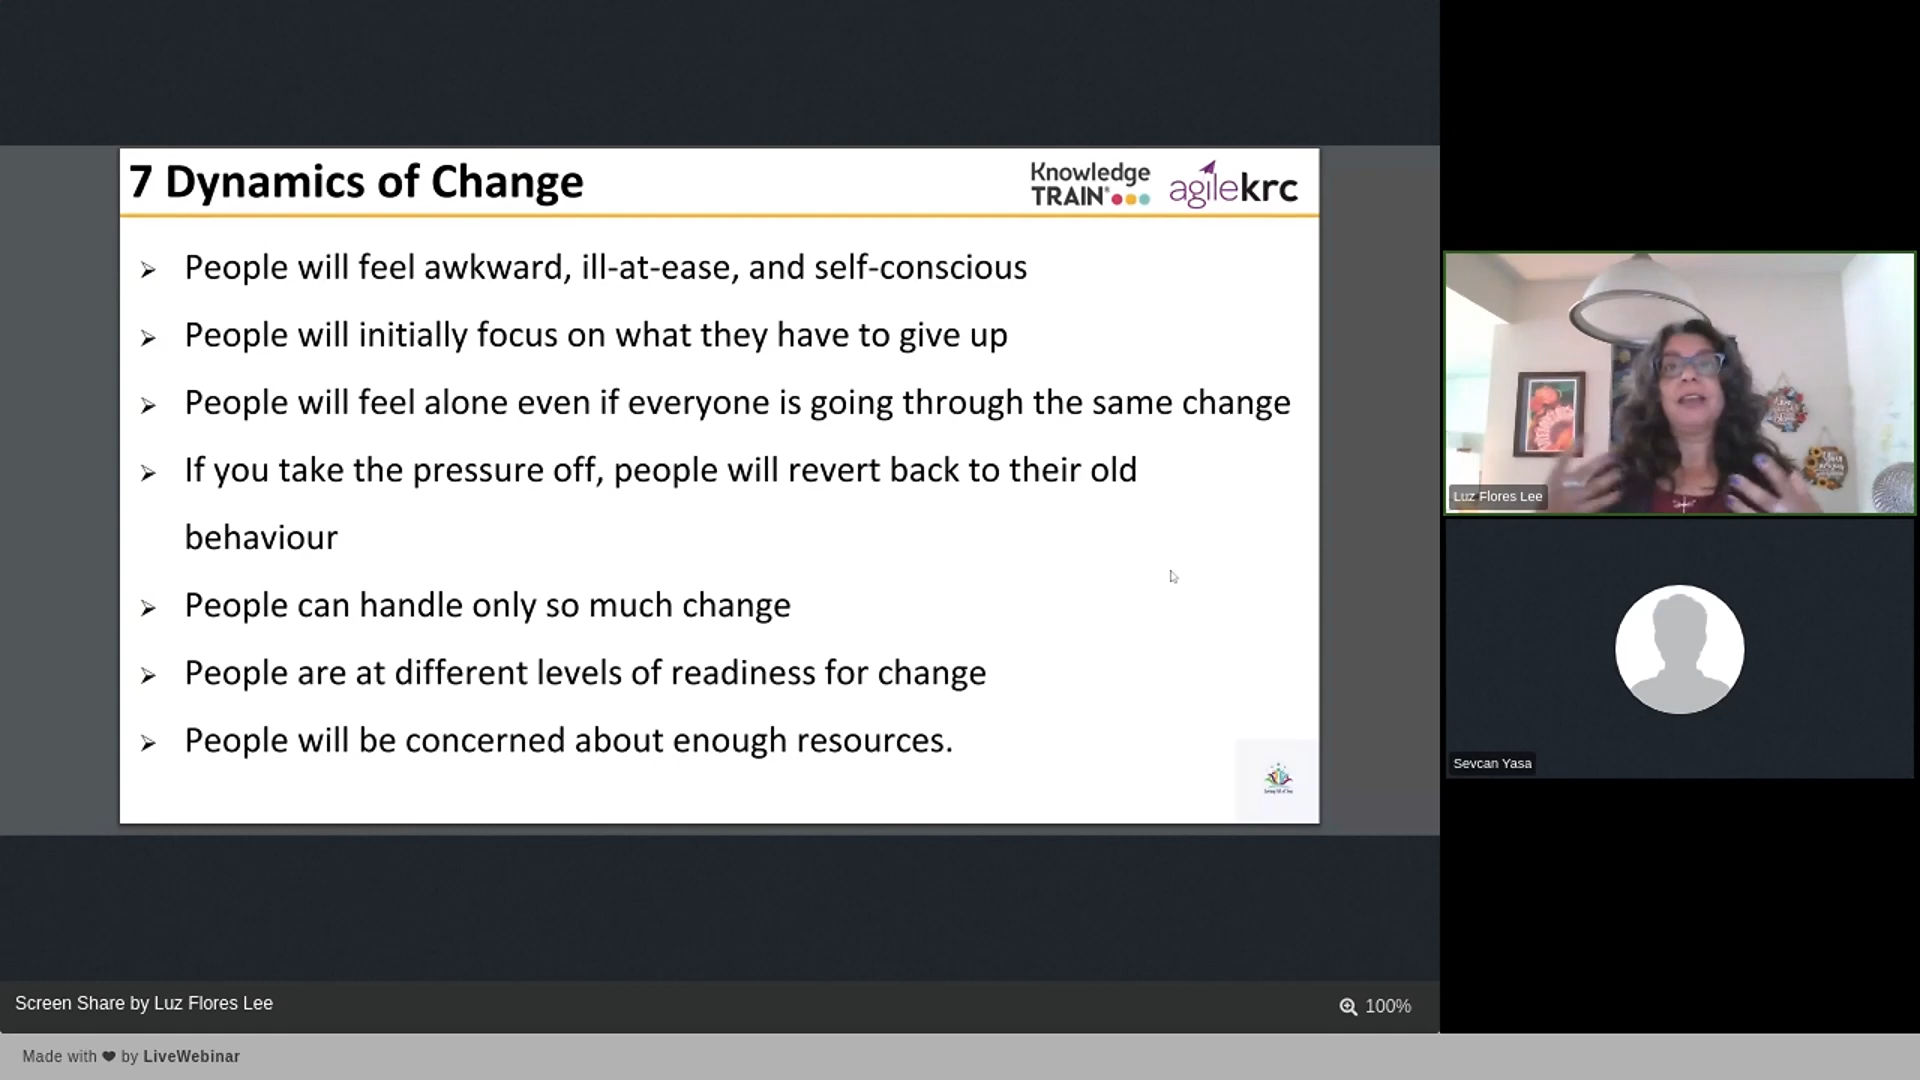 7 Dynamics of Change
Knowledge
TRAIN
agilekrc
People will feel awkward, ill-at-ease, and self-conscious
People will initially focus on what they have to give up
People will feel alone even if everyone is going through the same change
If you take the pressure off, people will revert back to their old
behaviour
People can handle only so much change
People are at different levels of readiness for change
People will be concerned about enough resources.
Luz Flores Lee
Sevcan Yasa
Screen Share by Luz Flores Lee
100%
Made with ❤ by LiveWebinar